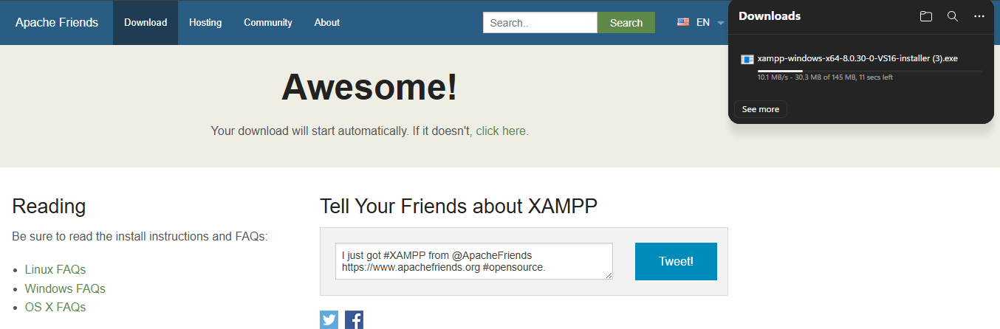 Apache Friends
Download
Hosting
Community
About
Search..
Search
EN
Downloads
xampp-windows-x64-8.0.30-0-VS16-installer (3).exe
10.1 MB/s - 30.3 MB of 145 MB, 11 secs left
See more
Awesome!
Your download will start automatically. If it doesn't, click here.
Reading
Be sure to read the install instructions and FAQs:
Linux FAQs
Windows FAQs
OS X FAQs
Tell Your Friends about XAMPP
I just got #XAMPP from @ApacheFriends
https://www.apachefriends.org #opensource.
Tweet!